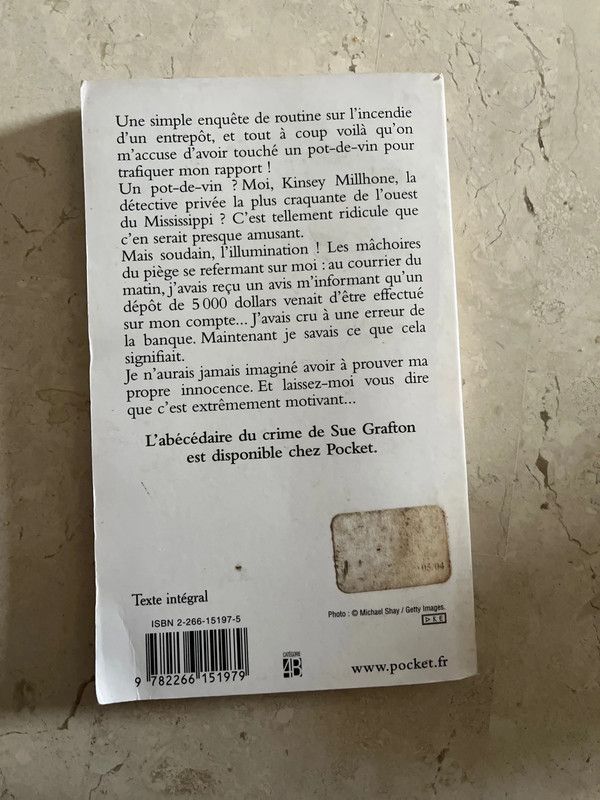 Une simple enquête de routine sur l'incendie
d'un entrepôt, et tout à coup voilà qu'on
m'accuse d'avoir touché un pot-de-vin pour
trafiquer mon rapport !
Un pot-de-vin ? Moi, Kinsey Millhone, la
détective privée la plus craquante de l'ouest
du Mississippi ? C'est tellement ridicule que
c'en serait presque amusant.
Mais soudain, l'illumination ! Les mâchoires
du piège se refermant sur moi : au courrier du
matin, j'avais reçu un avis m'informant qu'un
dépôt de 5 000 dollars venait d'être effectué
sur mon compte... J'avais cru à une erreur de
la banque. Maintenant je savais ce que cela
signifiait.
Je n'aurais jamais imaginé avoir à prouver ma
propre innocence. Et laissez-moi vous dire
que c'est extrêmement motivant...
L'abécédaire du crime de Sue Grafton
est disponible chez Pocket.
05/04
Texte intégral
Photo : © Michael Shay / Getty Images.
DKE
ISBN 2-266-15197-5
9 782266 151979
CATÉGORIE
4B
www.pocket.fr